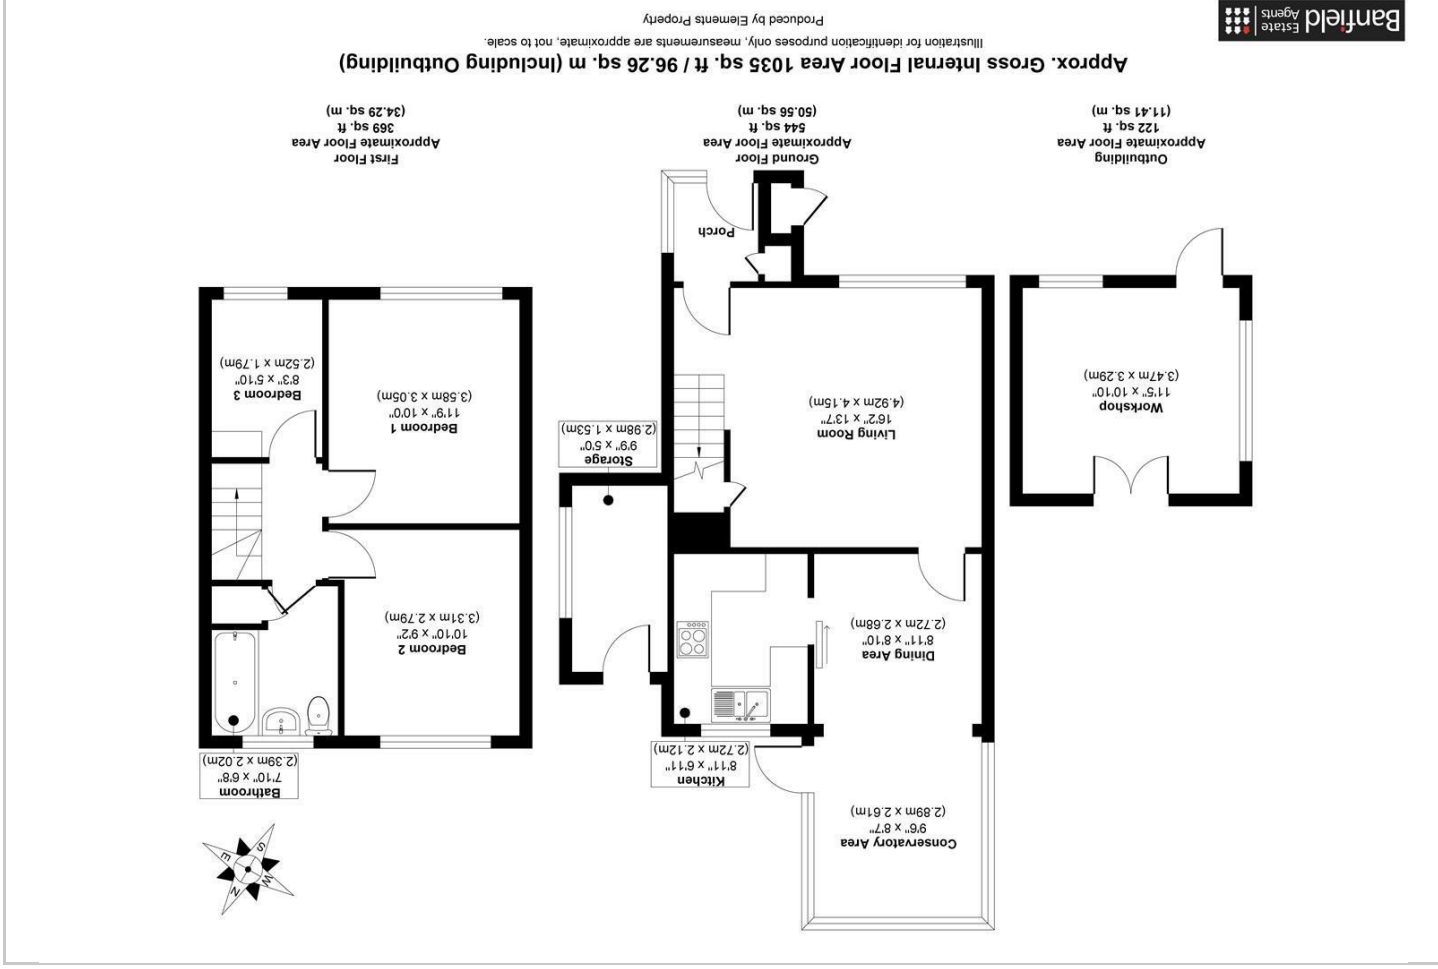 Bathroom
7'10" x 6'8"
(2.39m x 2.02m)
Bedroom 2
10'10" x 9'2"
(3.31m x 2.79m)
Bedroom 1
11'9" x 10'0"
(3.58m x 3.05m)
Bedroom 3
8'3" x 5'10"
(2.52m x 1.79m)
First Floor
Approximate Floor Area
369 sq. ft
(34.29 sq. m)
N
E
S
W
Conservatory Area
9'6" x 8'7"
(2.89m x 2.61m)
Kitchen
8'11" x 6'11"
(2.72m x 2.12m)
Dining Area
8'11" x 8'10"
(2.72m x 2.68m)
Storage
9'9" x 5'0"
(2.98m x 1.53m)
Living Room
16'2" x 13'7"
(4.92m x 4.15m)
Porch
Ground Floor
Approximate Floor Area
544 sq. ft
(50.56 sq. m)
Workshop
11'5" x 10'10"
(3.47m x 3.29m)
Outbuilding
Approximate Floor Area
122 sq. ft
(11.41 sq. m)
Approx. Gross Internal Floor Area 1035 sq. ft / 96.26 sq. m (Including Outbuilding)
Illustration for identification purposes only, measurements are approximate, not to scale.
Produced by Elements Property
Banfield Estate
Agents